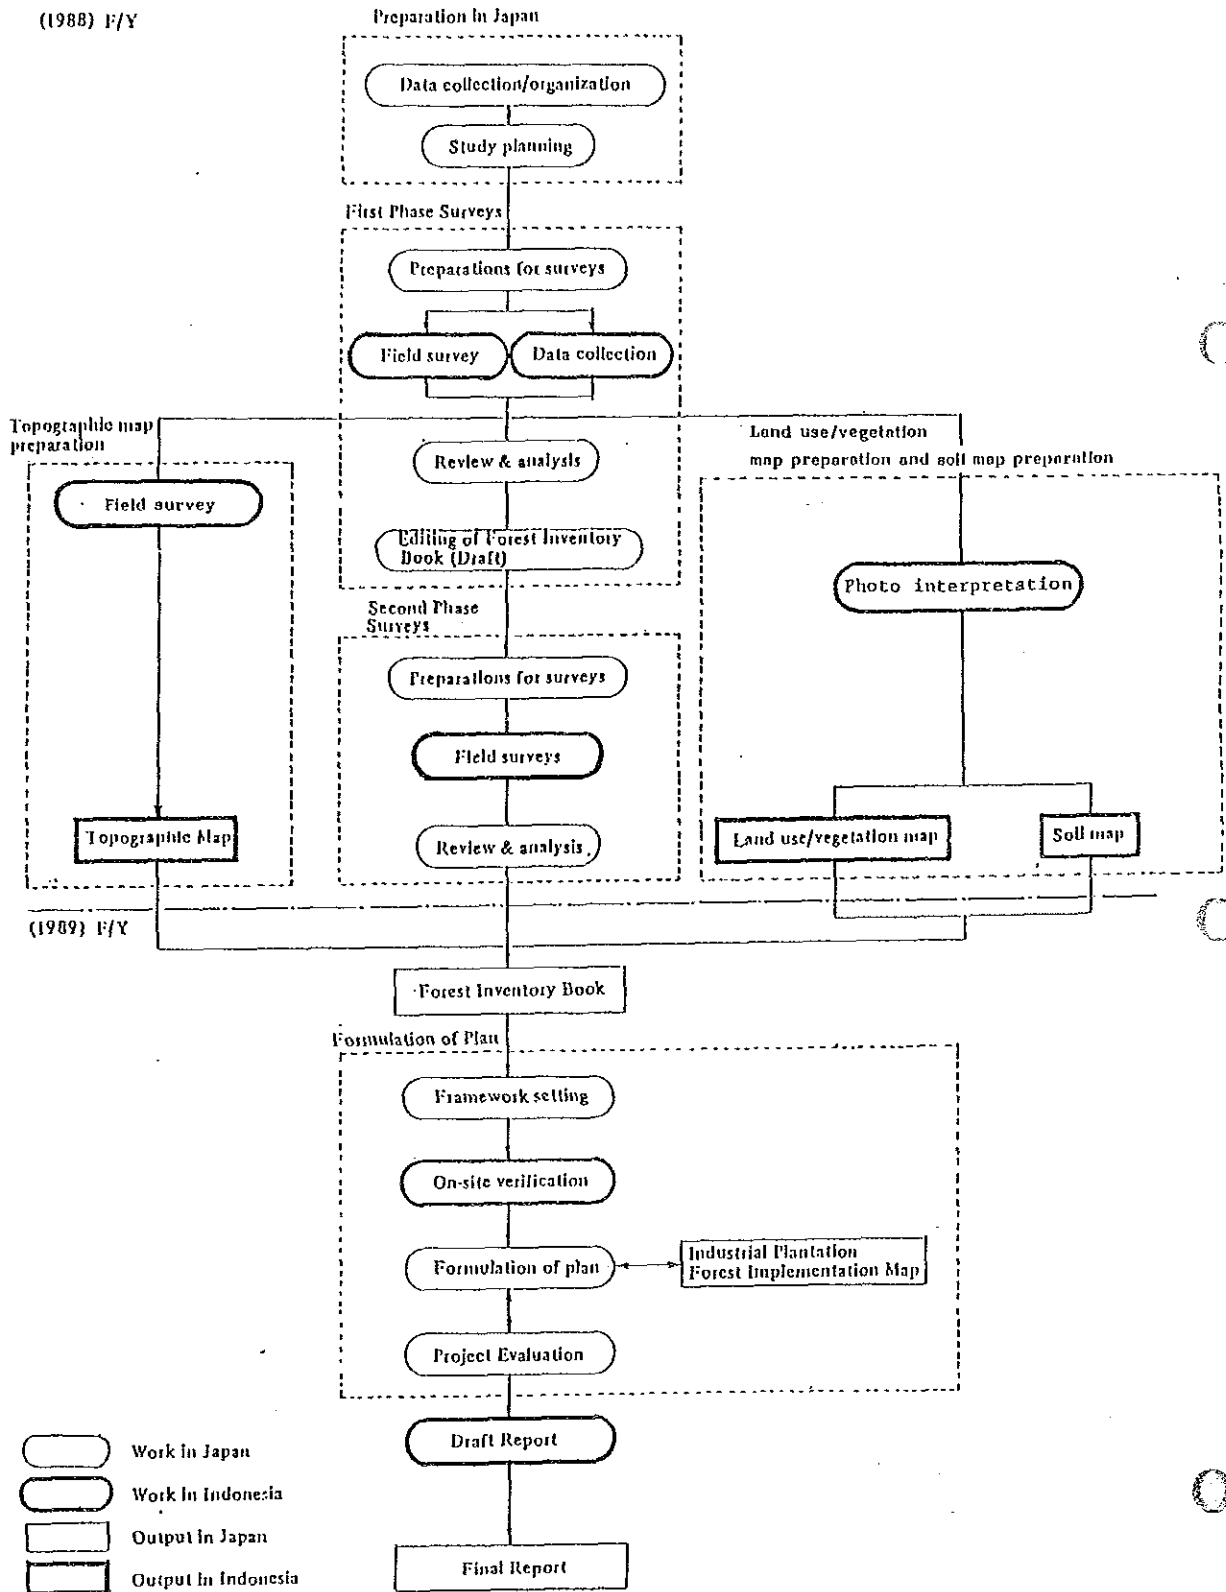 (1988) F/Y
Preparation in Japan
Data collection/organization
Study planning
First Phase Surveys
Preparations for surveys
Field survey
Data collection
Topographic map
preparation
Land use/vegetation
map preparation and soil map preparation
Review & analysis
Field survey
Editing of Forest Inventory
Book (Draft)
Photo interpretation
Second Phase
Surveys
Preparations for surveys
Field surveys
Topographic Map
Review & analysis
Land use/vegetation map
Soil map
(1989) F/Y
Forest Inventory Book
Formulation of Plan
Framework setting
On-site verification
Formulation of plan
Industrial Plantation
Forest Implementation Map
Project Evaluation
Draft Report
Final Report
Work in Japan
Work in Indonesia
Output in Japan
Output in Indonesia